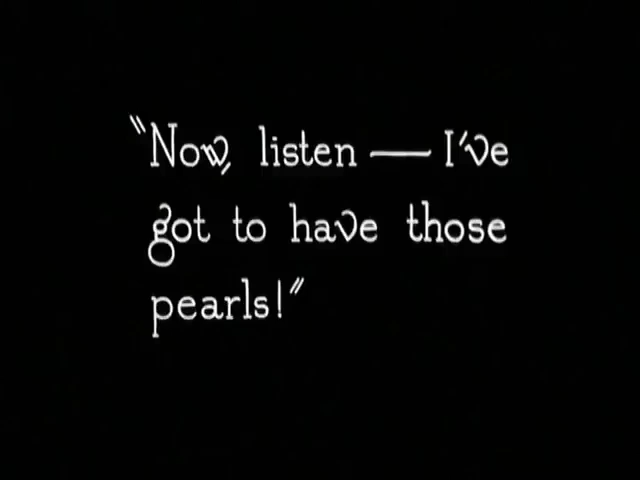 "Now, listen — I've
got to have those
pearls!"